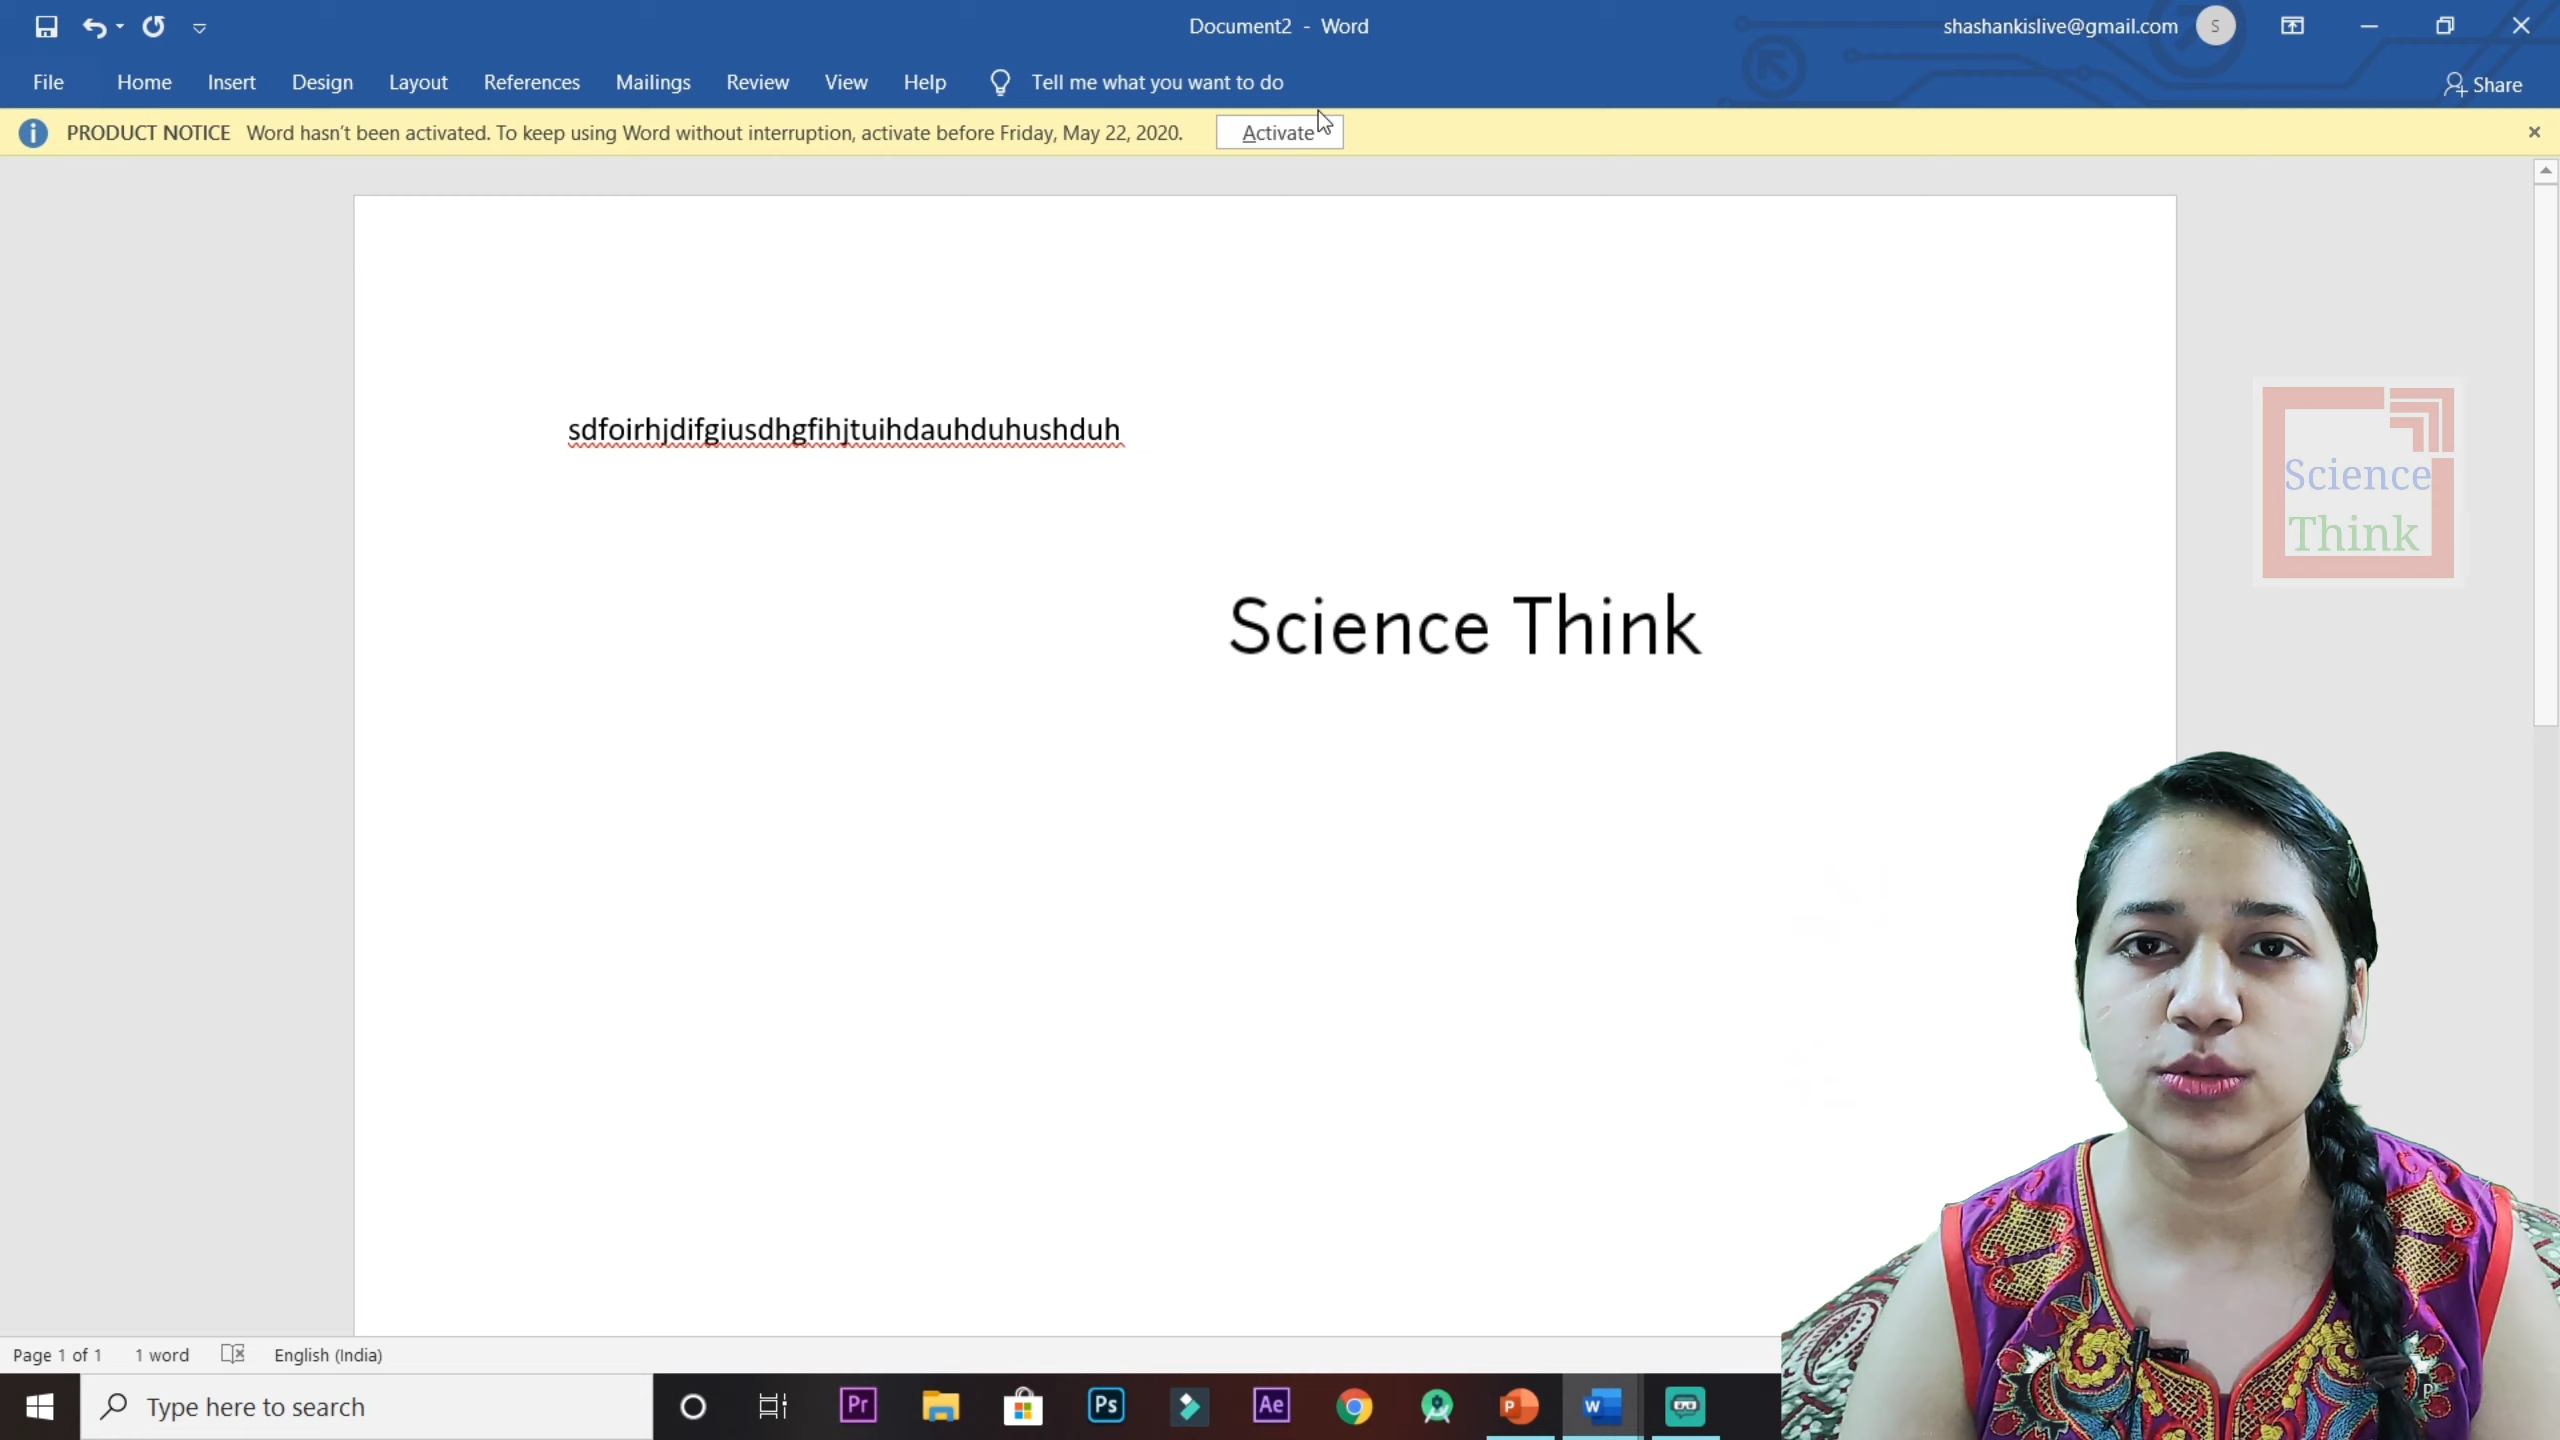 Document2 - Word
shashankislive@gmail.com S
File Home Insert Design Layout References Mailings Review View Help Tell me what you want to do Share
PRODUCT NOTICE Word hasn't been activated. To keep using Word without interruption, activate before Friday, May 22, 2020. Activate
sdfoirhjdifgiusdhgfihjtuihdauhduhushduh
Science
Think
Science Think
Page 1 of 1 1 word English (India)
Type here to search
Pr Ps Ae P W